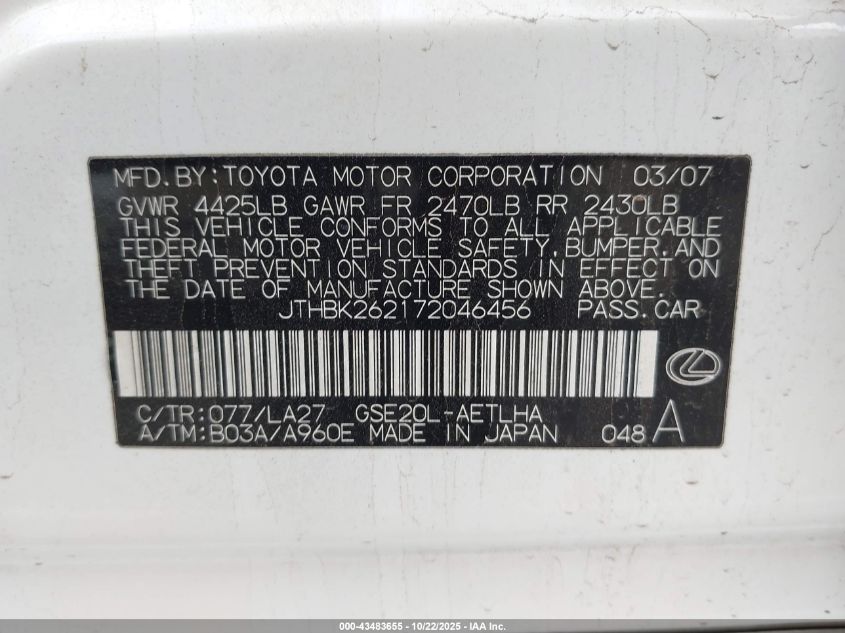 MFD.BY:TOYOTA MOTOR CORPORATION 03/07
GVWR 4425LB GAWR FR 2470LB RR 2430LB
THIS VEHICLE CONFORMS TO ALL APPLICABLE
FEDERAL MOTOR VEHICLE SAFETY, BUMPER, AND
THEFT PREVENTION STANDARDS IN EFFECT ON
THE DATE OF MANUFACTURE SHOWN ABOVE.
JTHBK262172046456 PASS.CAR
C/TR:077/LA27 GSE20L-AETLHA
A/TM:B03A/A960E MADE IN JAPAN 048 A
000-43483655 - 10/22/2025 - IAA Inc.